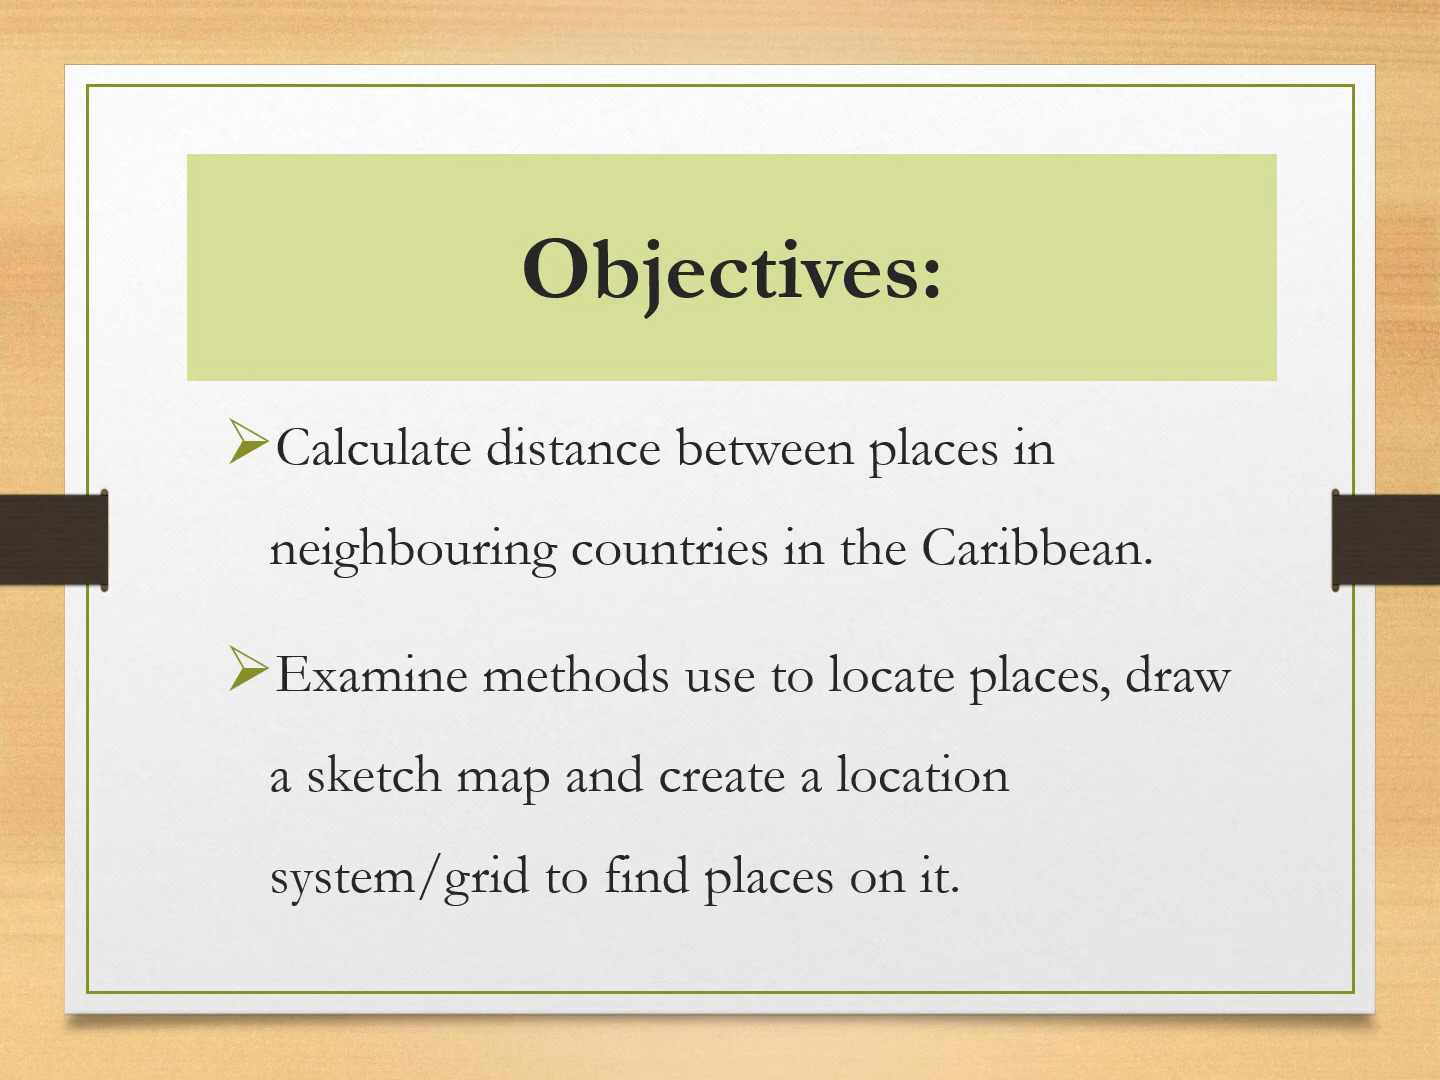 Objectives:
Calculate distance between places in
neighbouring countries in the Caribbean.
Examine methods use to locate places, draw
a sketch map and create a location
system/grid to find places on it.